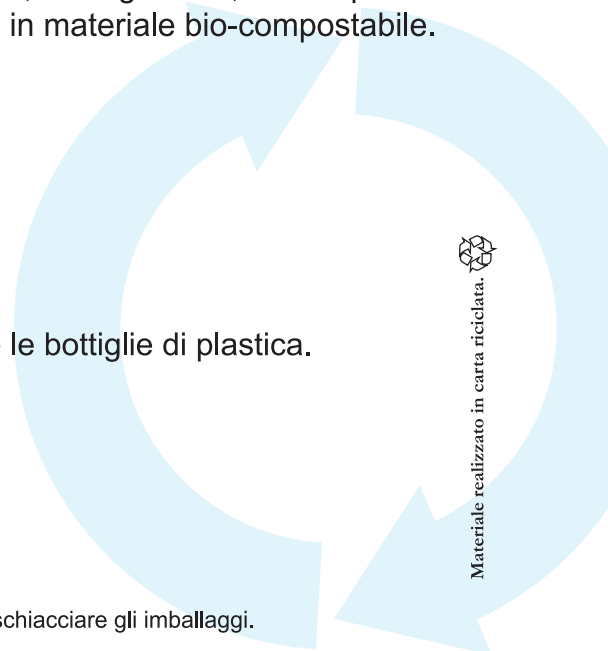 in materiale bio-compostabile.
le bottiglie di plastica.
Materiale realizzato in carta riciclata.
schiacciare gli imballaggi.